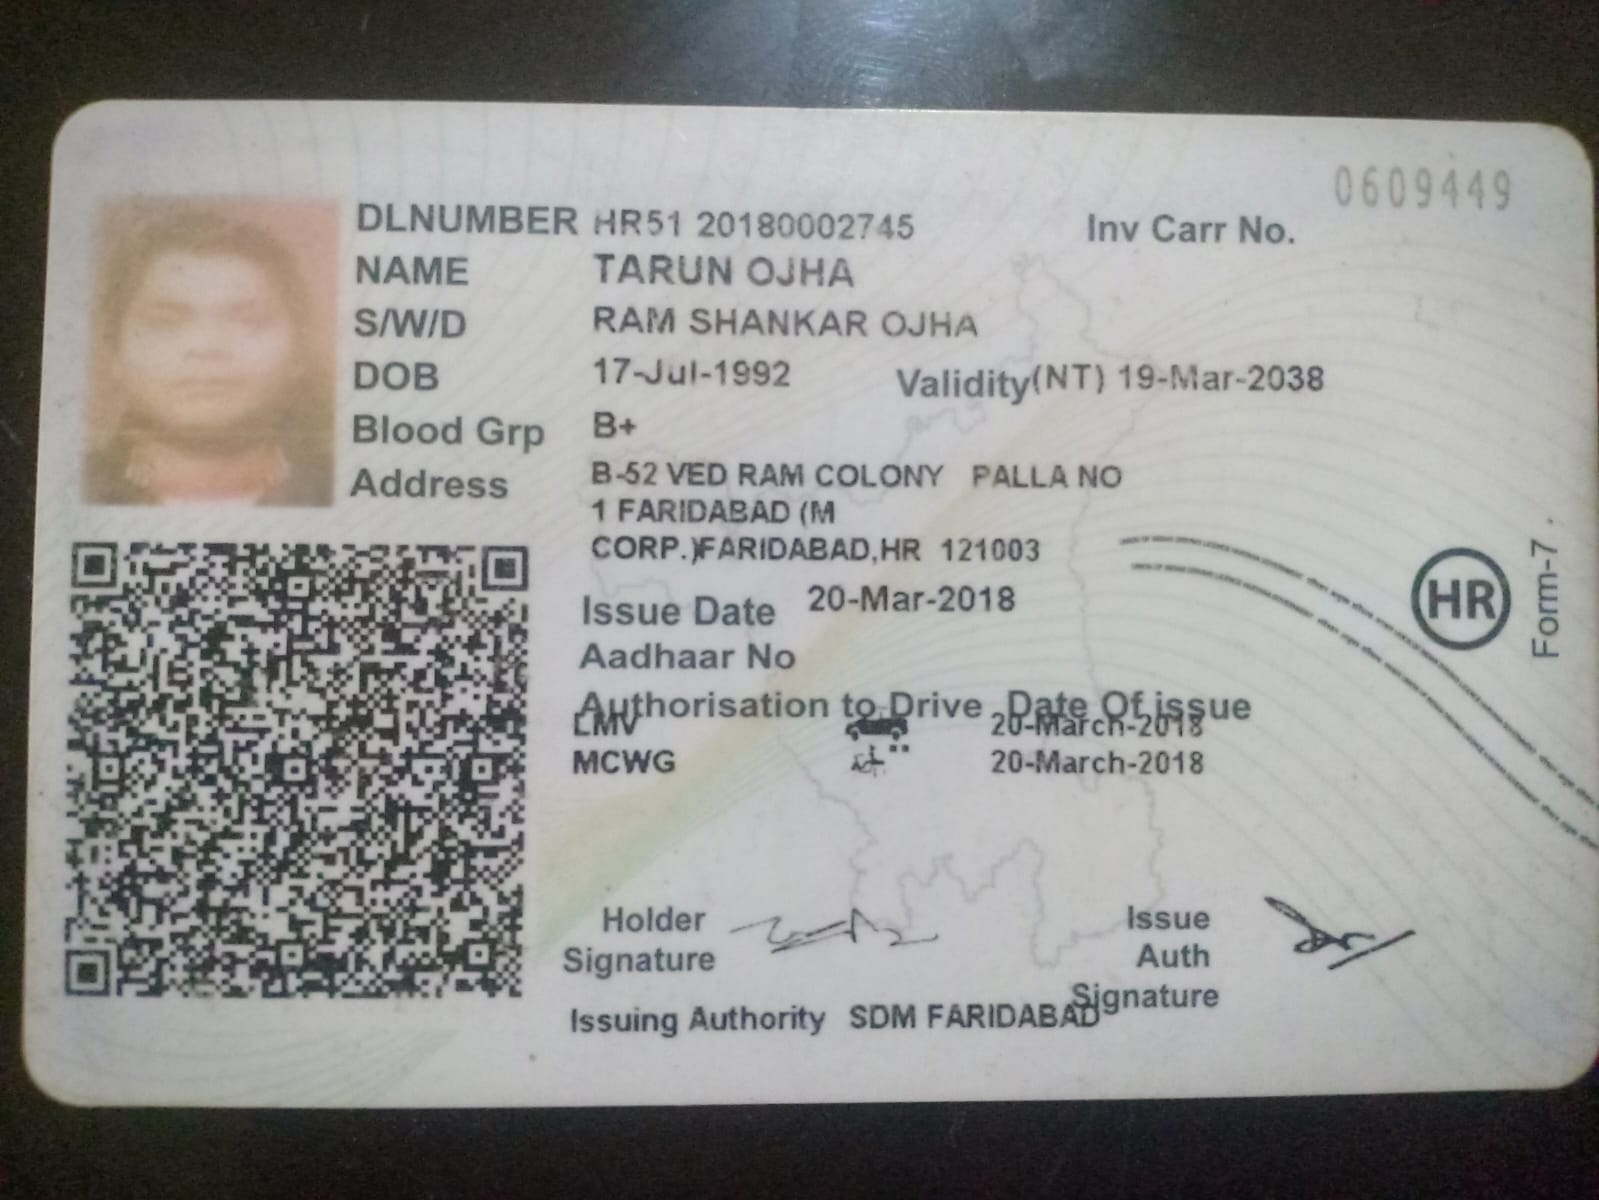 0609449
DLNUMBER HR51 20180002745 Inv Carr No.
NAME TARUN OJHA
S/W/D RAM SHANKAR OJHA
DOB 17-Jul-1992 Validity(NT) 19-Mar-2038
Blood Grp B+
Address B-52 VED RAM COLONY PALLA NO
1 FARIDABAD (M
CORP.)FARIDABAD,HR 121003
Issue Date 20-Mar-2018
Aadhaar No
Authorisation to Drive Date Of issue
LMV 20-March-2018
MCWG 20-March-2018
HR
Form-7
Holder
Signature
Issue
Auth
Signature
Issuing Authority SDM FARIDABAD